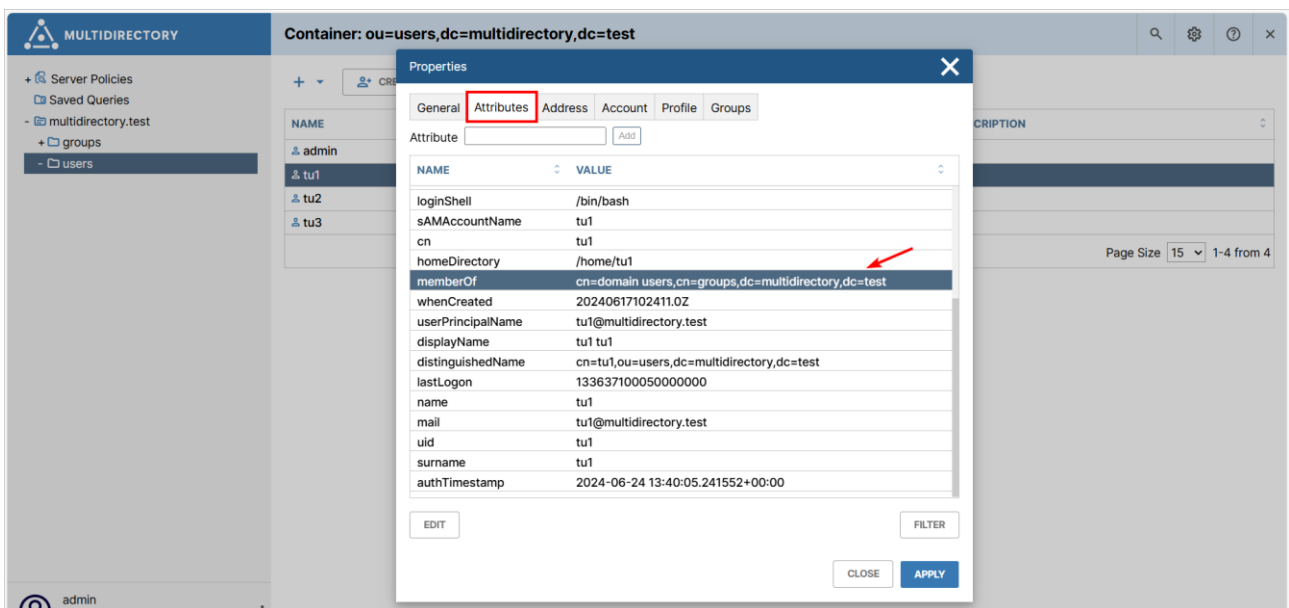 MULTIDIRECTORY
Container: ou=users,dc=multidirectory,dc=test
+ Server Policies
Saved Queries
- multidirectory.test
+ groups
- users
admin
+ CRE
NAME
CRIPTION
admin
tu1
tu2
tu3
Page Size 15 1-4 from 4
Properties
General Attributes Address Account Profile Groups
Attribute Add
NAME VALUE
loginShell /bin/bash
sAMAccountName tu1
cn tu1
homeDirectory /home/tu1
memberOf cn=domain users,cn=groups,dc=multidirectory,dc=test
whenCreated 20240617102411.0Z
userPrincipalName tu1@multidirectory.test
displayName tu1 tu1
distinguishedName cn=tu1,ou=users,dc=multidirectory,dc=test
lastLogon 133637100050000000
name tu1
mail tu1@multidirectory.test
uid tu1
surname tu1
authTimestamp 2024-06-24 13:40:05.241552+00:00
EDIT FILTER
CLOSE APPLY